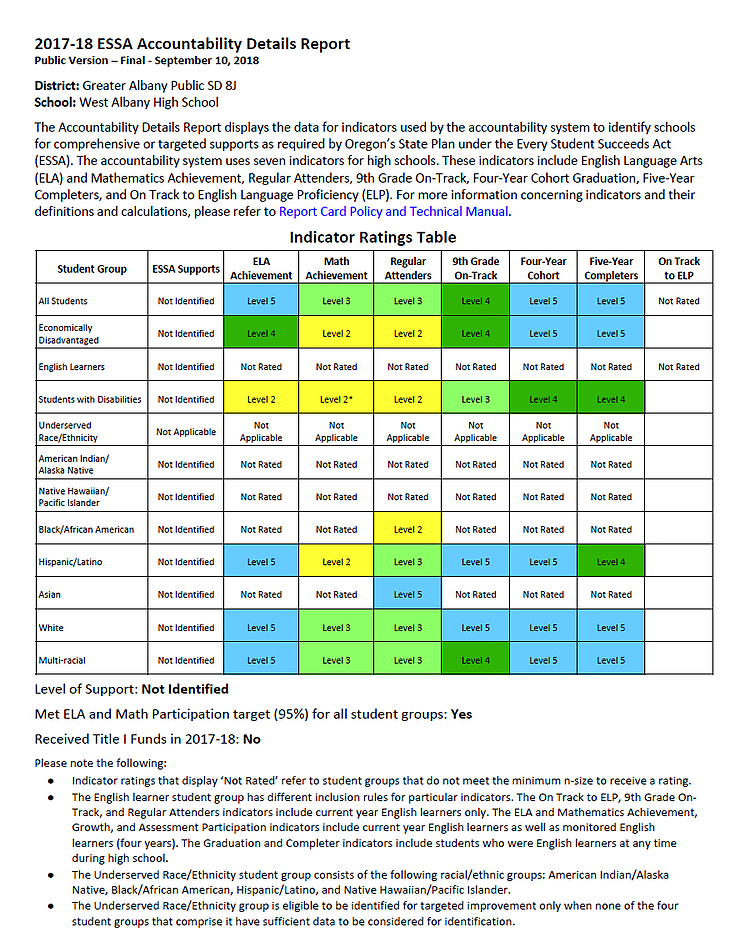 2017-18 ESSA Accountability Details Report
Public Version – Final - September 10, 2018
District: Greater Albany Public SD 8J
School: West Albany High School
The Accountability Details Report displays the data for indicators used by the accountability system to identify schools
for comprehensive or targeted supports as required by Oregon's State Plan under the Every Student Succeeds Act
(ESSA). The accountability system uses seven indicators for high schools. These indicators include English Language Arts
(ELA) and Mathematics Achievement, Regular Attenders, 9th Grade On-Track, Four-Year Cohort Graduation, Five-Year
Completers, and On Track to English Language Proficiency (ELP). For more information concerning indicators and their
definitions and calculations, please refer to Report Card Policy and Technical Manual.
Indicator Ratings Table
Student Group ESSA Supports ELA Achievement Math Achievement Regular Attenders 9th Grade On-Track Four-Year Cohort Five-Year Completers On Track to ELP
All Students Not Identified Level 5 Level 3 Level 3 Level 4 Level 5 Level 5 Not Rated
Economically Disadvantaged Not Identified Level 4 Level 2 Level 2 Level 4 Level 5 Level 5
English Learners Not Identified Not Rated Not Rated Not Rated Not Rated Not Rated Not Rated Not Rated
Students with Disabilities Not Identified Level 2 Level 2* Level 2 Level 3 Level 4 Level 4
Underserved Race/Ethnicity Not Applicable Not Applicable Not Applicable Not Applicable Not Applicable Not Applicable Not Applicable
American Indian/ Alaska Native Not Identified Not Rated Not Rated Not Rated Not Rated Not Rated Not Rated
Native Hawaiian/ Pacific Islander Not Identified Not Rated Not Rated Not Rated Not Rated Not Rated Not Rated
Black/African American Not Identified Not Rated Not Rated Level 2 Not Rated Not Rated Not Rated
Hispanic/Latino Not Identified Level 5 Level 2 Level 3 Level 5 Level 5 Level 4
Asian Not Identified Not Rated Not Rated Level 5 Not Rated Not Rated Not Rated
White Not Identified Level 5 Level 3 Level 3 Level 5 Level 5 Level 5
Multi-racial Not Identified Level 5 Level 3 Level 3 Level 4 Level 5 Level 5
Level of Support: Not Identified
Met ELA and Math Participation target (95%) for all student groups: Yes
Received Title I Funds in 2017-18: No
Please note the following:
• Indicator ratings that display 'Not Rated' refer to student groups that do not meet the minimum n-size to receive a rating.
• The English learner student group has different inclusion rules for particular indicators. The On Track to ELP, 9th Grade On-
Track, and Regular Attenders indicators include current year English learners only. The ELA and Mathematics Achievement,
Growth, and Assessment Participation indicators include current year English learners as well as monitored English
learners (four years). The Graduation and Completer indicators include students who were English learners at any time
during high school.
• The Underserved Race/Ethnicity student group consists of the following racial/ethnic groups: American Indian/Alaska
Native, Black/African American, Hispanic/Latino, and Native Hawaiian/Pacific Islander.
• The Underserved Race/Ethnicity group is eligible to be identified for targeted improvement only when none of the four
student groups that comprise it have sufficient data to be considered for identification.